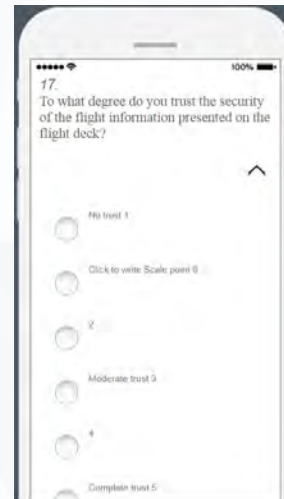 100%
17.
To what degree do you trust the security
of the flight information presented on the
flight deck?
No trust 1
Click to write Scale point 6
2
Moderate trust 3
4
Complete trust 5